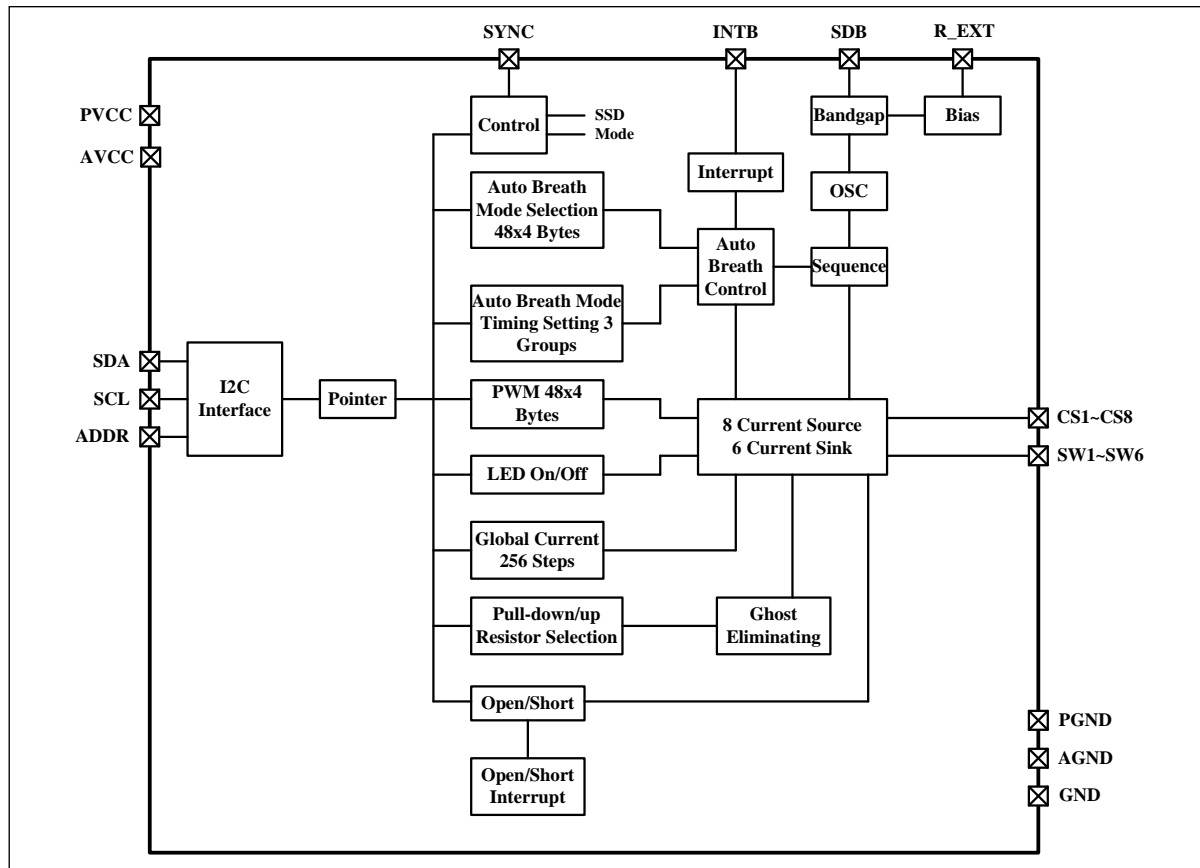 SYNC
INTB
SDB
R_EXT
PVCC
AVCC
Control
SSD
Mode
Bandgap
Bias
Interrupt
OSC
Auto Breath
Mode Selection
48x4 Bytes
Auto
Breath
Control
Sequence
Auto Breath Mode
Timing Setting 3
Groups
SDA
SCL
ADDR
I2C
Interface
Pointer
PWM 48x4
Bytes
8 Current Source
6 Current Sink
CS1~CS8
SW1~SW6
LED On/Off
Global Current
256 Steps
Pull-down/up
Resistor Selection
Ghost
Eliminating
Open/Short
Open/Short
Interrupt
PGND
AGND
GND